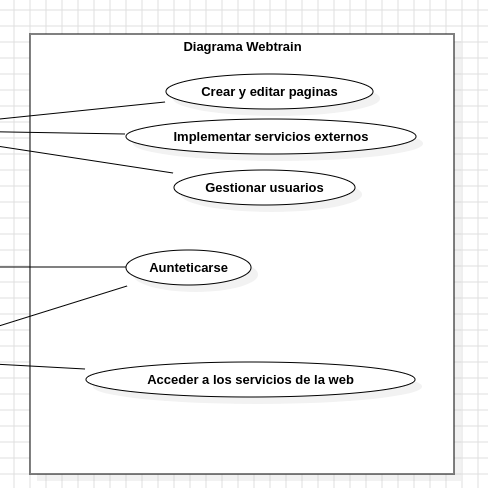 Diagrama Webtrain
Crear y editar paginas
Implementar servicios externos
Gestionar usuarios
Aunteticarse
Acceder a los servicios de la web